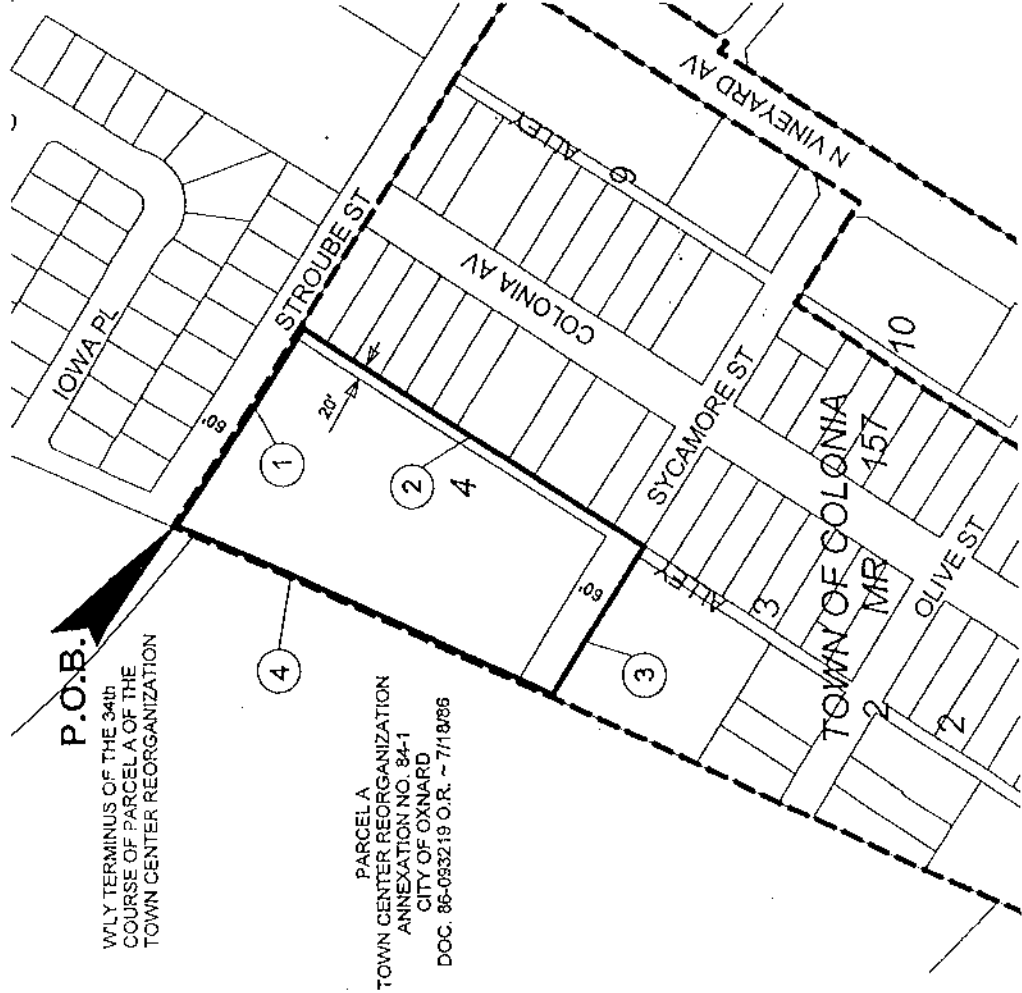 P.O.B.
WLY TERMINUS OF THE 34th
COURSE OF PARCEL A OF THE
TOWN CENTER REORGANIZATION
IOWA PL
STROUBE ST
60'
1
20'
2
4
ALLEY
9
COLONIA AV
N VINEYARD AV
SYCAMORE ST
60'
3
4
ALLEY
3
10
TOWN OF COLONIA
157
MR
OLIVE ST
2
2
PARCEL A
TOWN CENTER REORGANIZATION
ANNEXATION NO. 84-1
CITY OF OXNARD
DOC. 86-093219 O.R. ~ 7/18/86